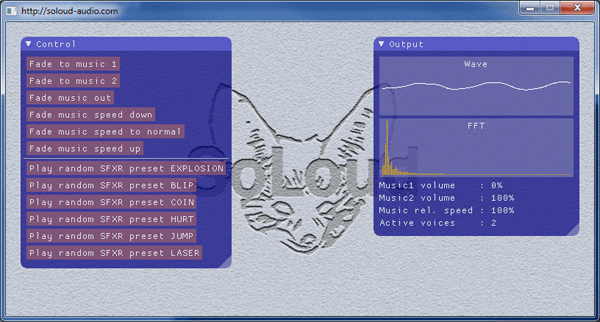 http://soloud-audio.com
Control
Fade to music 1
Fade to music 2
Fade music out
Fade music speed down
Fade music speed to normal
Fade music speed up
Play random SFXR preset EXPLOSION
Play random SFXR preset BLIP
Play random SFXR preset COIN
Play random SFXR preset HURT
Play random SFXR preset JUMP
Play random SFXR preset LASER
SoLoud
Output
Wave
FFT
Music1 volume : 0%
Music2 volume : 100%
Music rel. speed : 100%
Active voices : 2